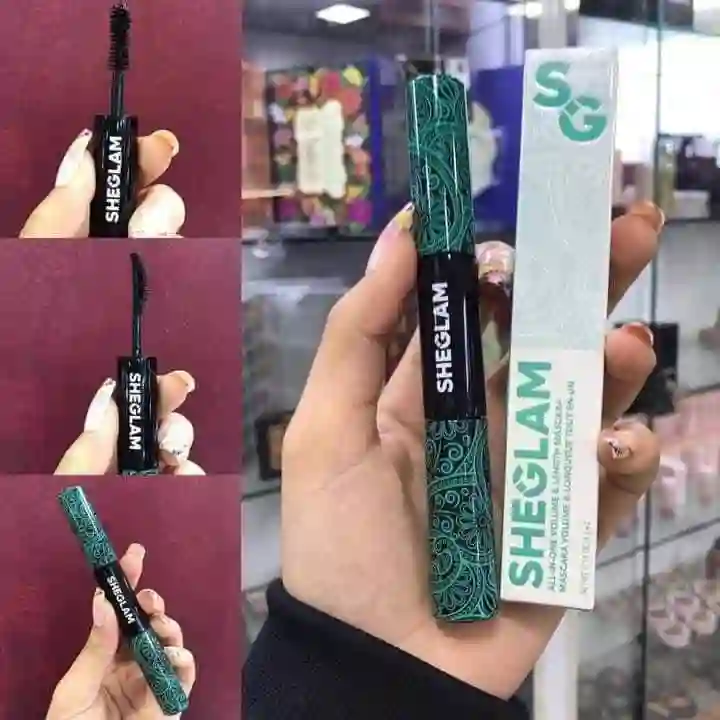 SHEGLAM
SHEGLAM
SHEGLAM
SHEGLAM
SG
SHEGLAM
ALL-IN-ONE VOLUME & LENGTH MASCARA
MASCARA VOLUME & LONGUEUR TOUT EN UN